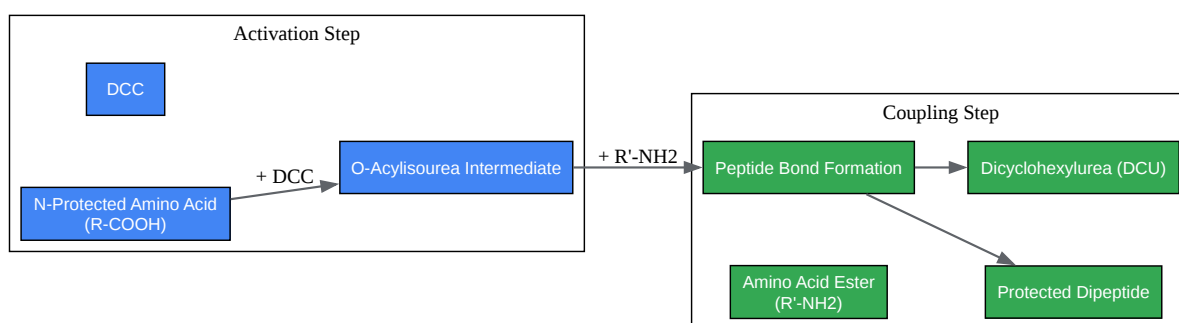 Activation Step
DCC
N-Protected Amino Acid
(R-COOH)
+ DCC
O-Acylisourea Intermediate
+ R'-NH2
Coupling Step
Peptide Bond Formation
Dicyclohexylurea (DCU)
Amino Acid Ester
(R'-NH2)
Protected Dipeptide